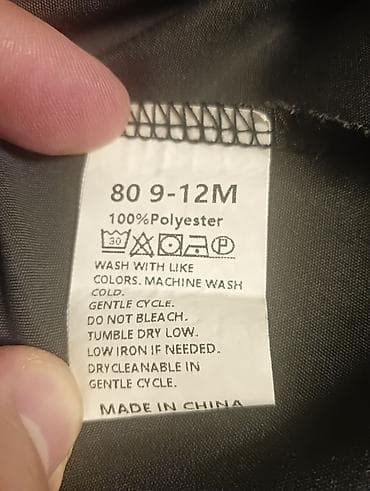 80 9-12M
100%Polyester
30 P
WASH WITH LIKE
COLORS. MACHINE WASH
COLD.
GENTLE CYCLE.
DO NOT BLEACH.
TUMBLE DRY LOW.
LOW IRON IF NEEDED.
DRYCLEANABLE IN
GENTLE CYCLE.
MADE IN CHINA